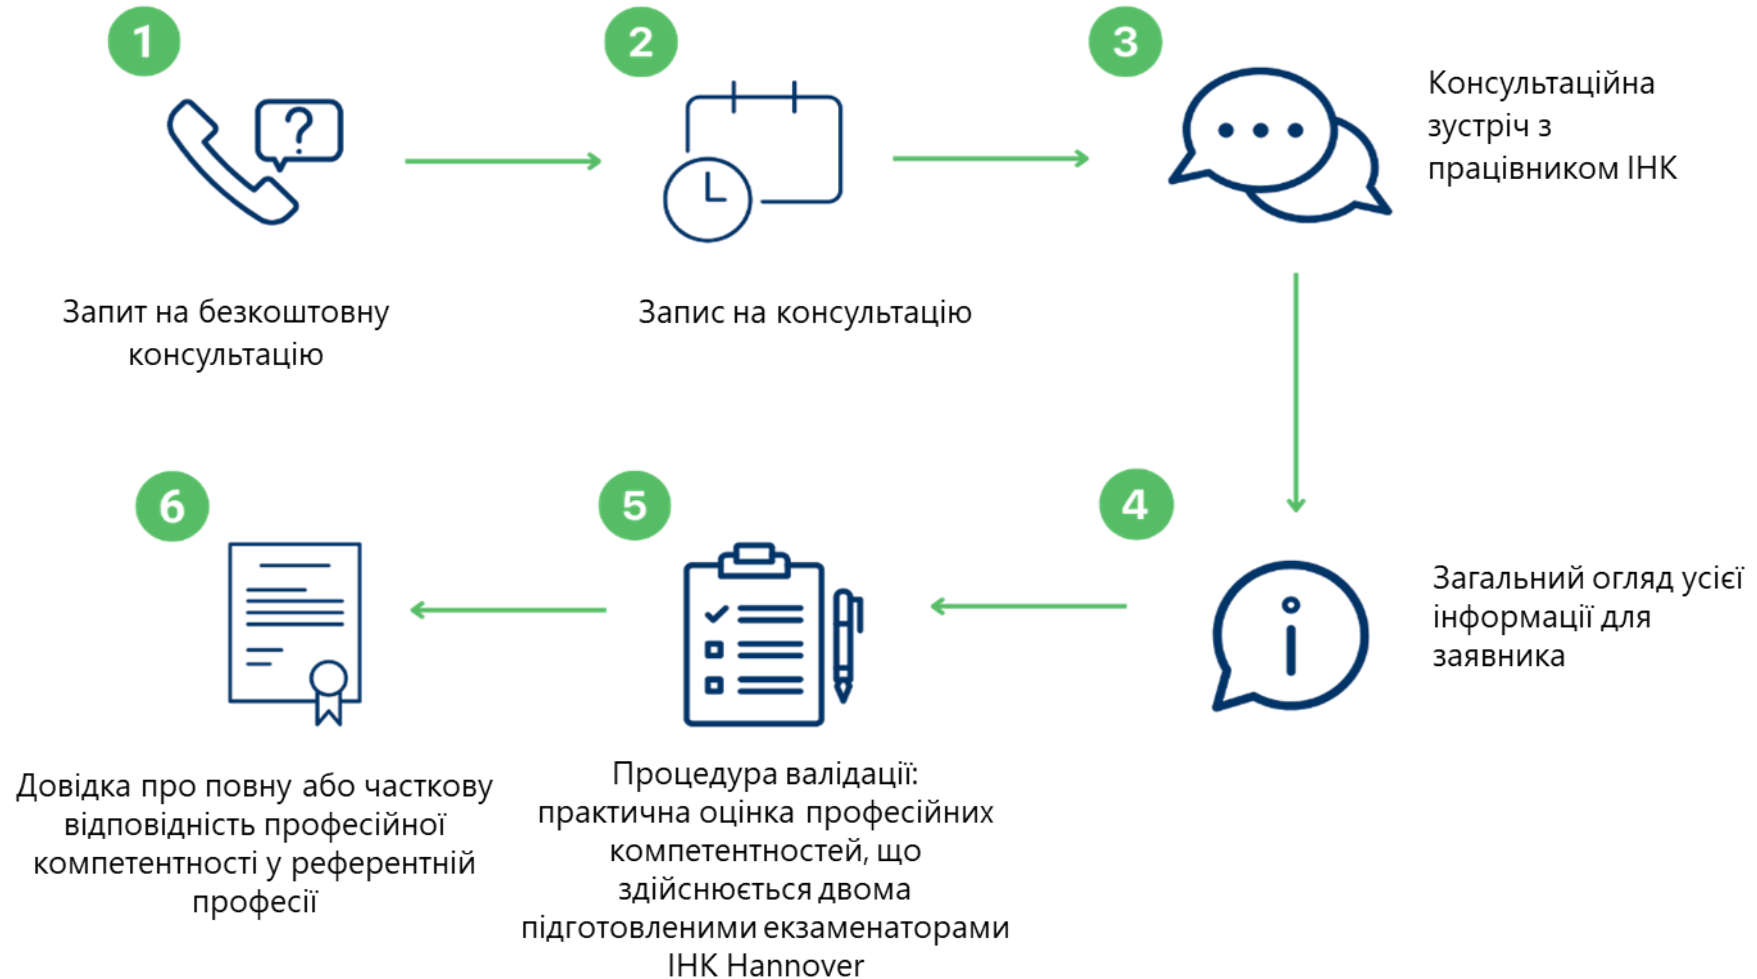 1
2
3
Консультаційна
зустріч з
працівником ІНК
?
Запит на безкоштовну
консультацію
Запис на консультацію
4
Загальний огляд усієї
інформації для
заявника
5
Процедура валідації:
практична оцінка професійних
компетентностей, що
здійснюється двома
підготовленими екзаменаторами
ІНК Hannover
6
Довідка про повну або часткову
відповідність професійної
компетентності у референтній
професії